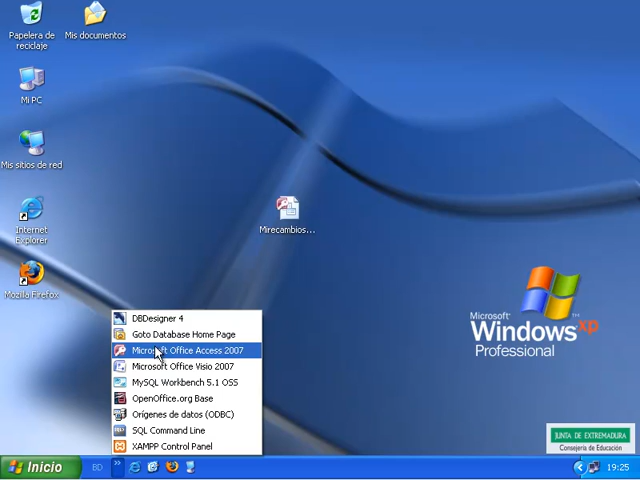 Papelera de
reciclaje
Mis documentos
Mi PC
Mis sitios de red
Internet
Explorer
Mozilla Firefox
Mirecambios...
Microsoft®
Windows xp
Professional
DBDesigner 4
Goto Database Home Page
Microsoft Office Access 2007
Microsoft Office Visio 2007
MySQL Workbench 5.1 OSS
OpenOffice.org Base
Orígenes de datos (ODBC)
SQL Command Line
XAMPP Control Panel
JUNTA DE EXTREMADURA
Consejería de Educación
Inicio
BD
»
19:25